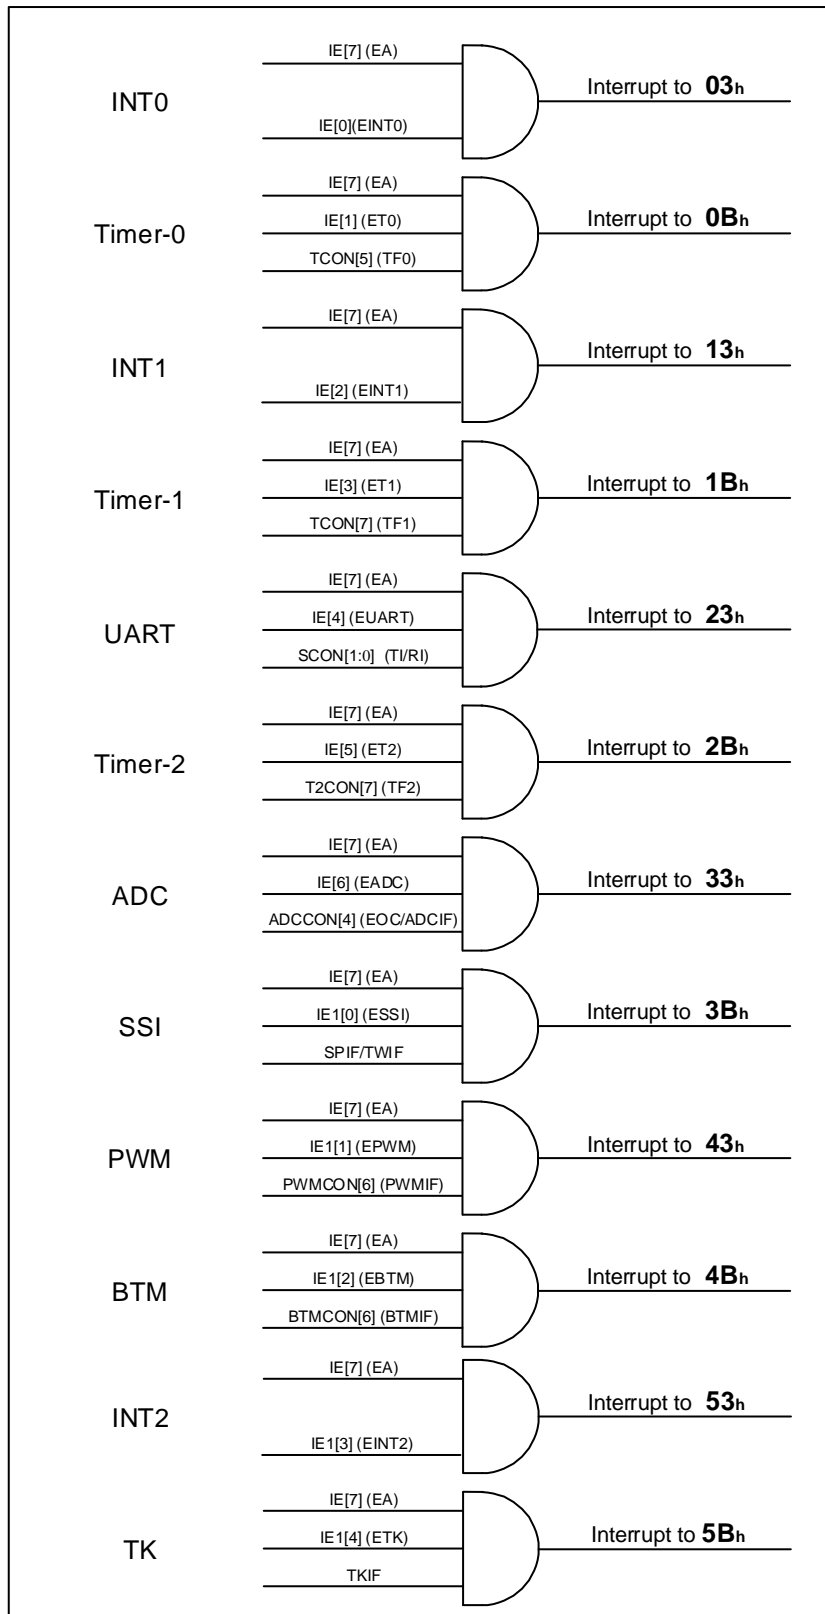 IE[7] (EA)
INT0
Interrupt to 03h
IE[0](EINT0)
IE[7] (EA)
Timer-0
IE[1] (ET0)
Interrupt to 0Bh
TCON[5] (TF0)
IE[7] (EA)
INT1
Interrupt to 13h
IE[2] (EINT1)
IE[7] (EA)
Timer-1
IE[3] (ET1)
Interrupt to 1Bh
TCON[7] (TF1)
IE[7] (EA)
UART
IE[4] (EUART)
Interrupt to 23h
SCON[1:0] (TI/RI)
IE[7] (EA)
Timer-2
IE[5] (ET2)
Interrupt to 2Bh
T2CON[7] (TF2)
IE[7] (EA)
ADC
IE[6] (EADC)
Interrupt to 33h
ADCCON[4] (EOC/ADCIF)
IE[7] (EA)
SSI
IE1[0] (ESSI)
Interrupt to 3Bh
SPIF/TWIF
IE[7] (EA)
PWM
IE1[1] (EPWM)
Interrupt to 43h
PWMCON[6] (PWMIF)
IE[7] (EA)
BTM
IE1[2] (EBTM)
Interrupt to 4Bh
BTMCON[6] (BTMIF)
IE[7] (EA)
INT2
Interrupt to 53h
IE1[3] (EINT2)
IE[7] (EA)
TK
IE1[4] (ETK)
Interrupt to 5Bh
TKIF